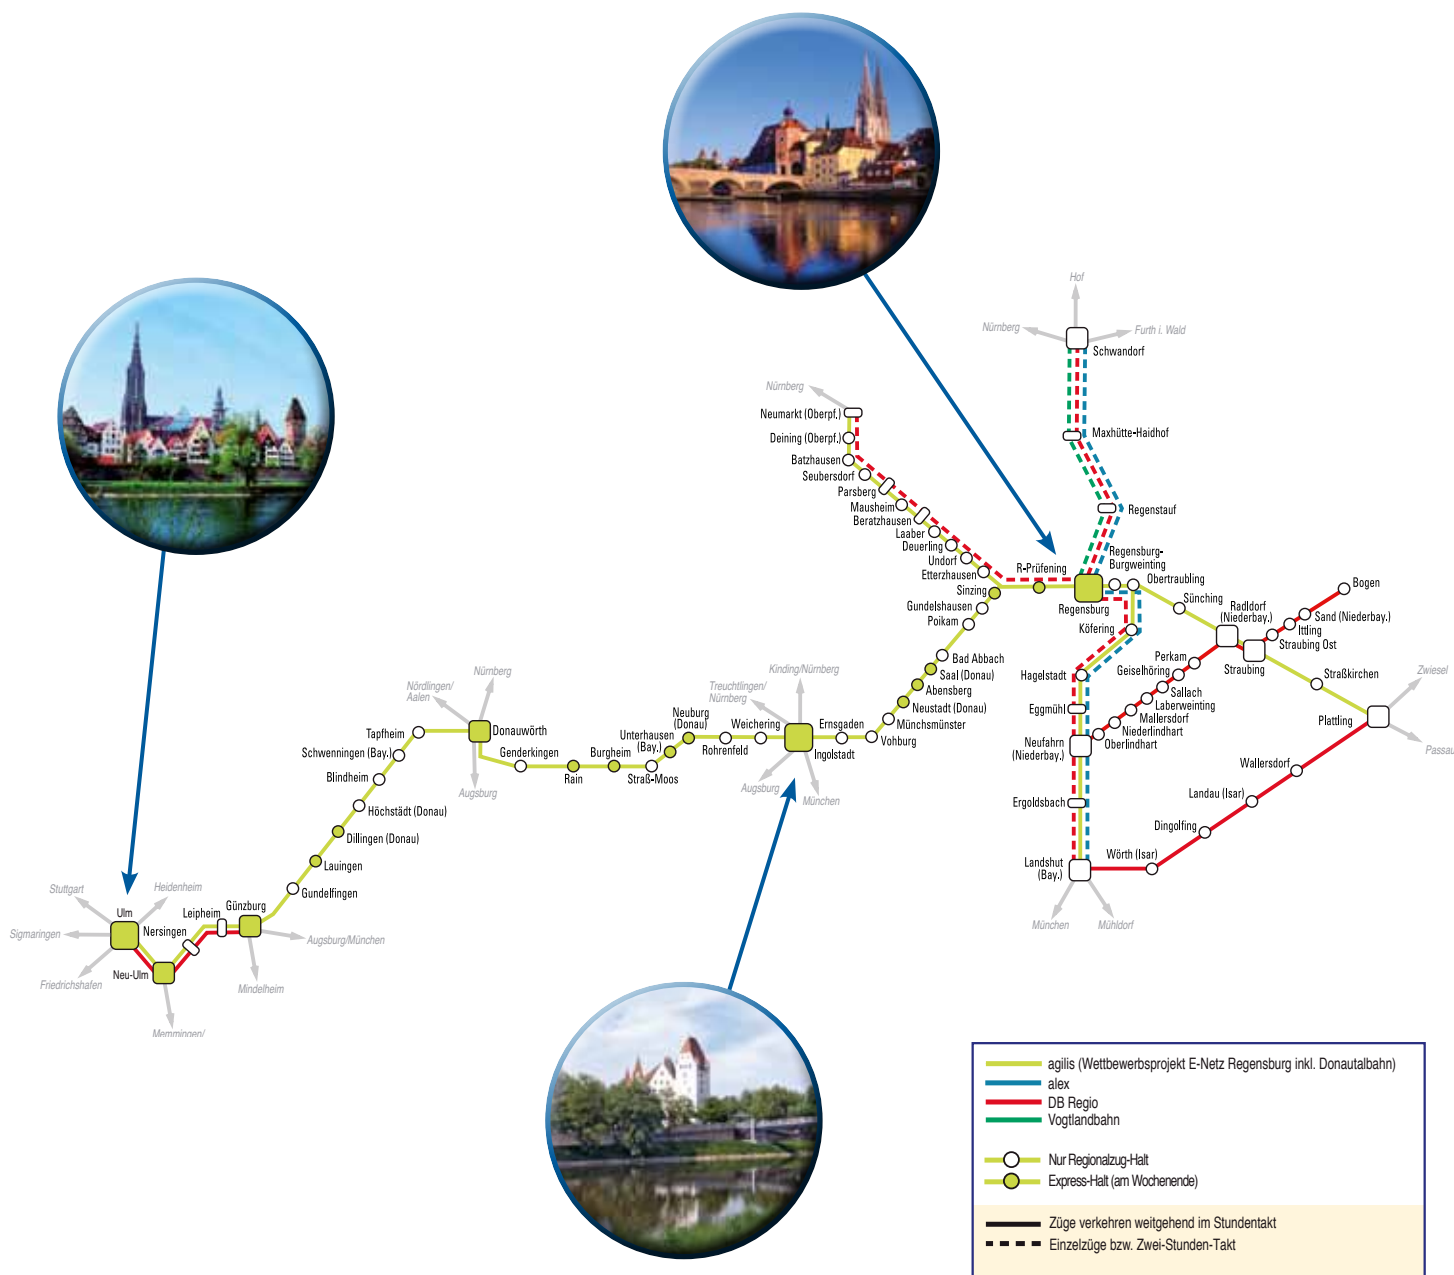 Hof
Nürnberg
Furth i. Wald
Schwandorf
Nürnberg
Neumarkt (Oberpf.)
Deining (Oberpf.)
Batzhausen
Seubersdorf
Parsberg
Mausheim
Beratzhausen
Laaber
Deuerling
Undorf
Etterzhausen
Sinzing
Gundelshausen
Poikam
Maxhütte-Haidhof
Regenstauf
R-Prüfening
Regensburg-
Burgweinting
Obertraubling
Regensburg
Sünching
Radldorf
(Niederbay.)
Bogen
Sand (Niederbay.)
Ittling
Straubing Ost
Straubing
Köfering
Perkam
Geiselhöring
Hagelstadt
Sallach
Laberweinting
Mallersdorf
Niederlindhart
Oberlindhart
Eggmühl
Neufahrn
(Niederbay.)
Straßkirchen
Zwiesel
Plattling
Passau
Wallersdorf
Landau (Isar)
Dingolfing
Wörth (Isar)
Ergoldsbach
Landshut
(Bay.)
München
Mühldorf
Bad Abbach
Saal (Donau)
Abensberg
Neustadt (Donau)
Münchsmünster
Vohburg
Ernsgaden
Ingolstadt
Kinding/Nürnberg
Treuchtlingen/
Nürnberg
Augsburg
München
Weichering
Rohrenfeld
Neuburg
(Donau)
Unterhausen
(Bay.)
Straß-Moos
Burgheim
Rain
Genderkingen
Nürnberg
Nördlingen/
Aalen
Donauwörth
Augsburg
Tapfheim
Schwenningen (Bay.)
Blindheim
Höchstädt (Donau)
Dillingen (Donau)
Lauingen
Gundelfingen
Günzburg
Leipheim
Nersingen
Augsburg/München
Mindelheim
Stuttgart
Heidenheim
Ulm
Sigmaringen
Neu-Ulm
Friedrichshafen
Memmingen/
agilis (Wettbewerbsprojekt E-Netz Regensburg inkl. Donautalbahn)
alex
DB Regio
Vogtlandbahn
Nur Regionalzug-Halt
Express-Halt (am Wochenende)
Züge verkehren weitgehend im Stundentakt
Einzelzüge bzw. Zwei-Stunden-Takt